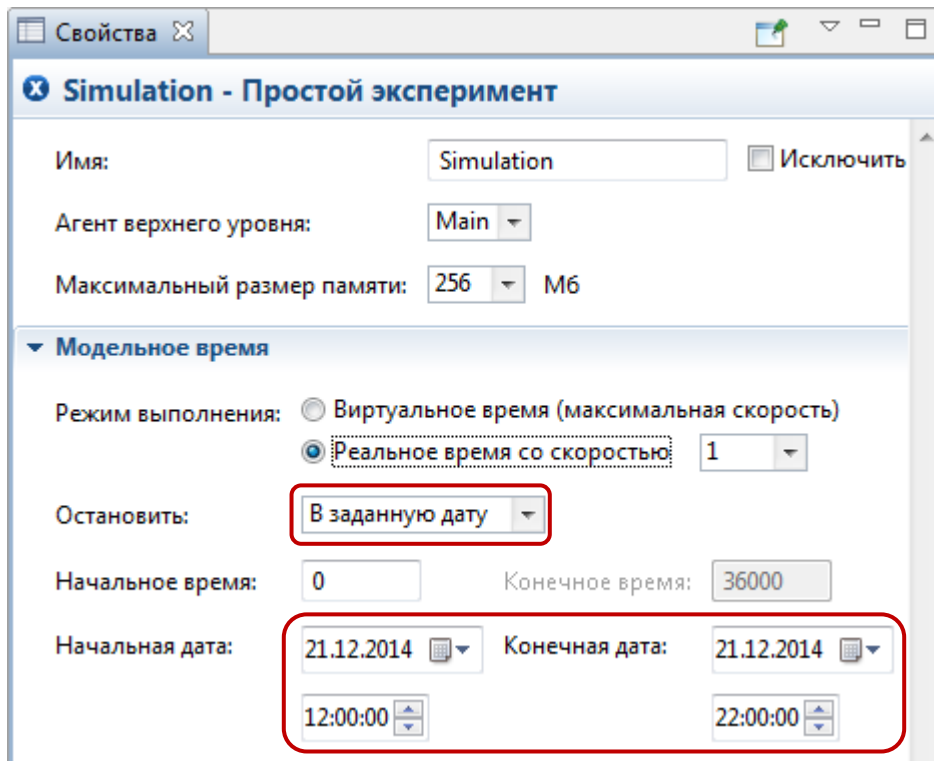 Свойства
Simulation - Простой эксперимент
Имя: Simulation Исключить
Агент верхнего уровня: Main
Максимальный размер памяти: 256 Мб
Модельное время
Режим выполнения: Виртуальное время (максимальная скорость)
Реальное время со скоростью 1
Остановить: В заданную дату
Начальное время: 0 Конечное время: 36000
Начальная дата: 21.12.2014 Конечная дата: 21.12.2014
12:00:00 22:00:00